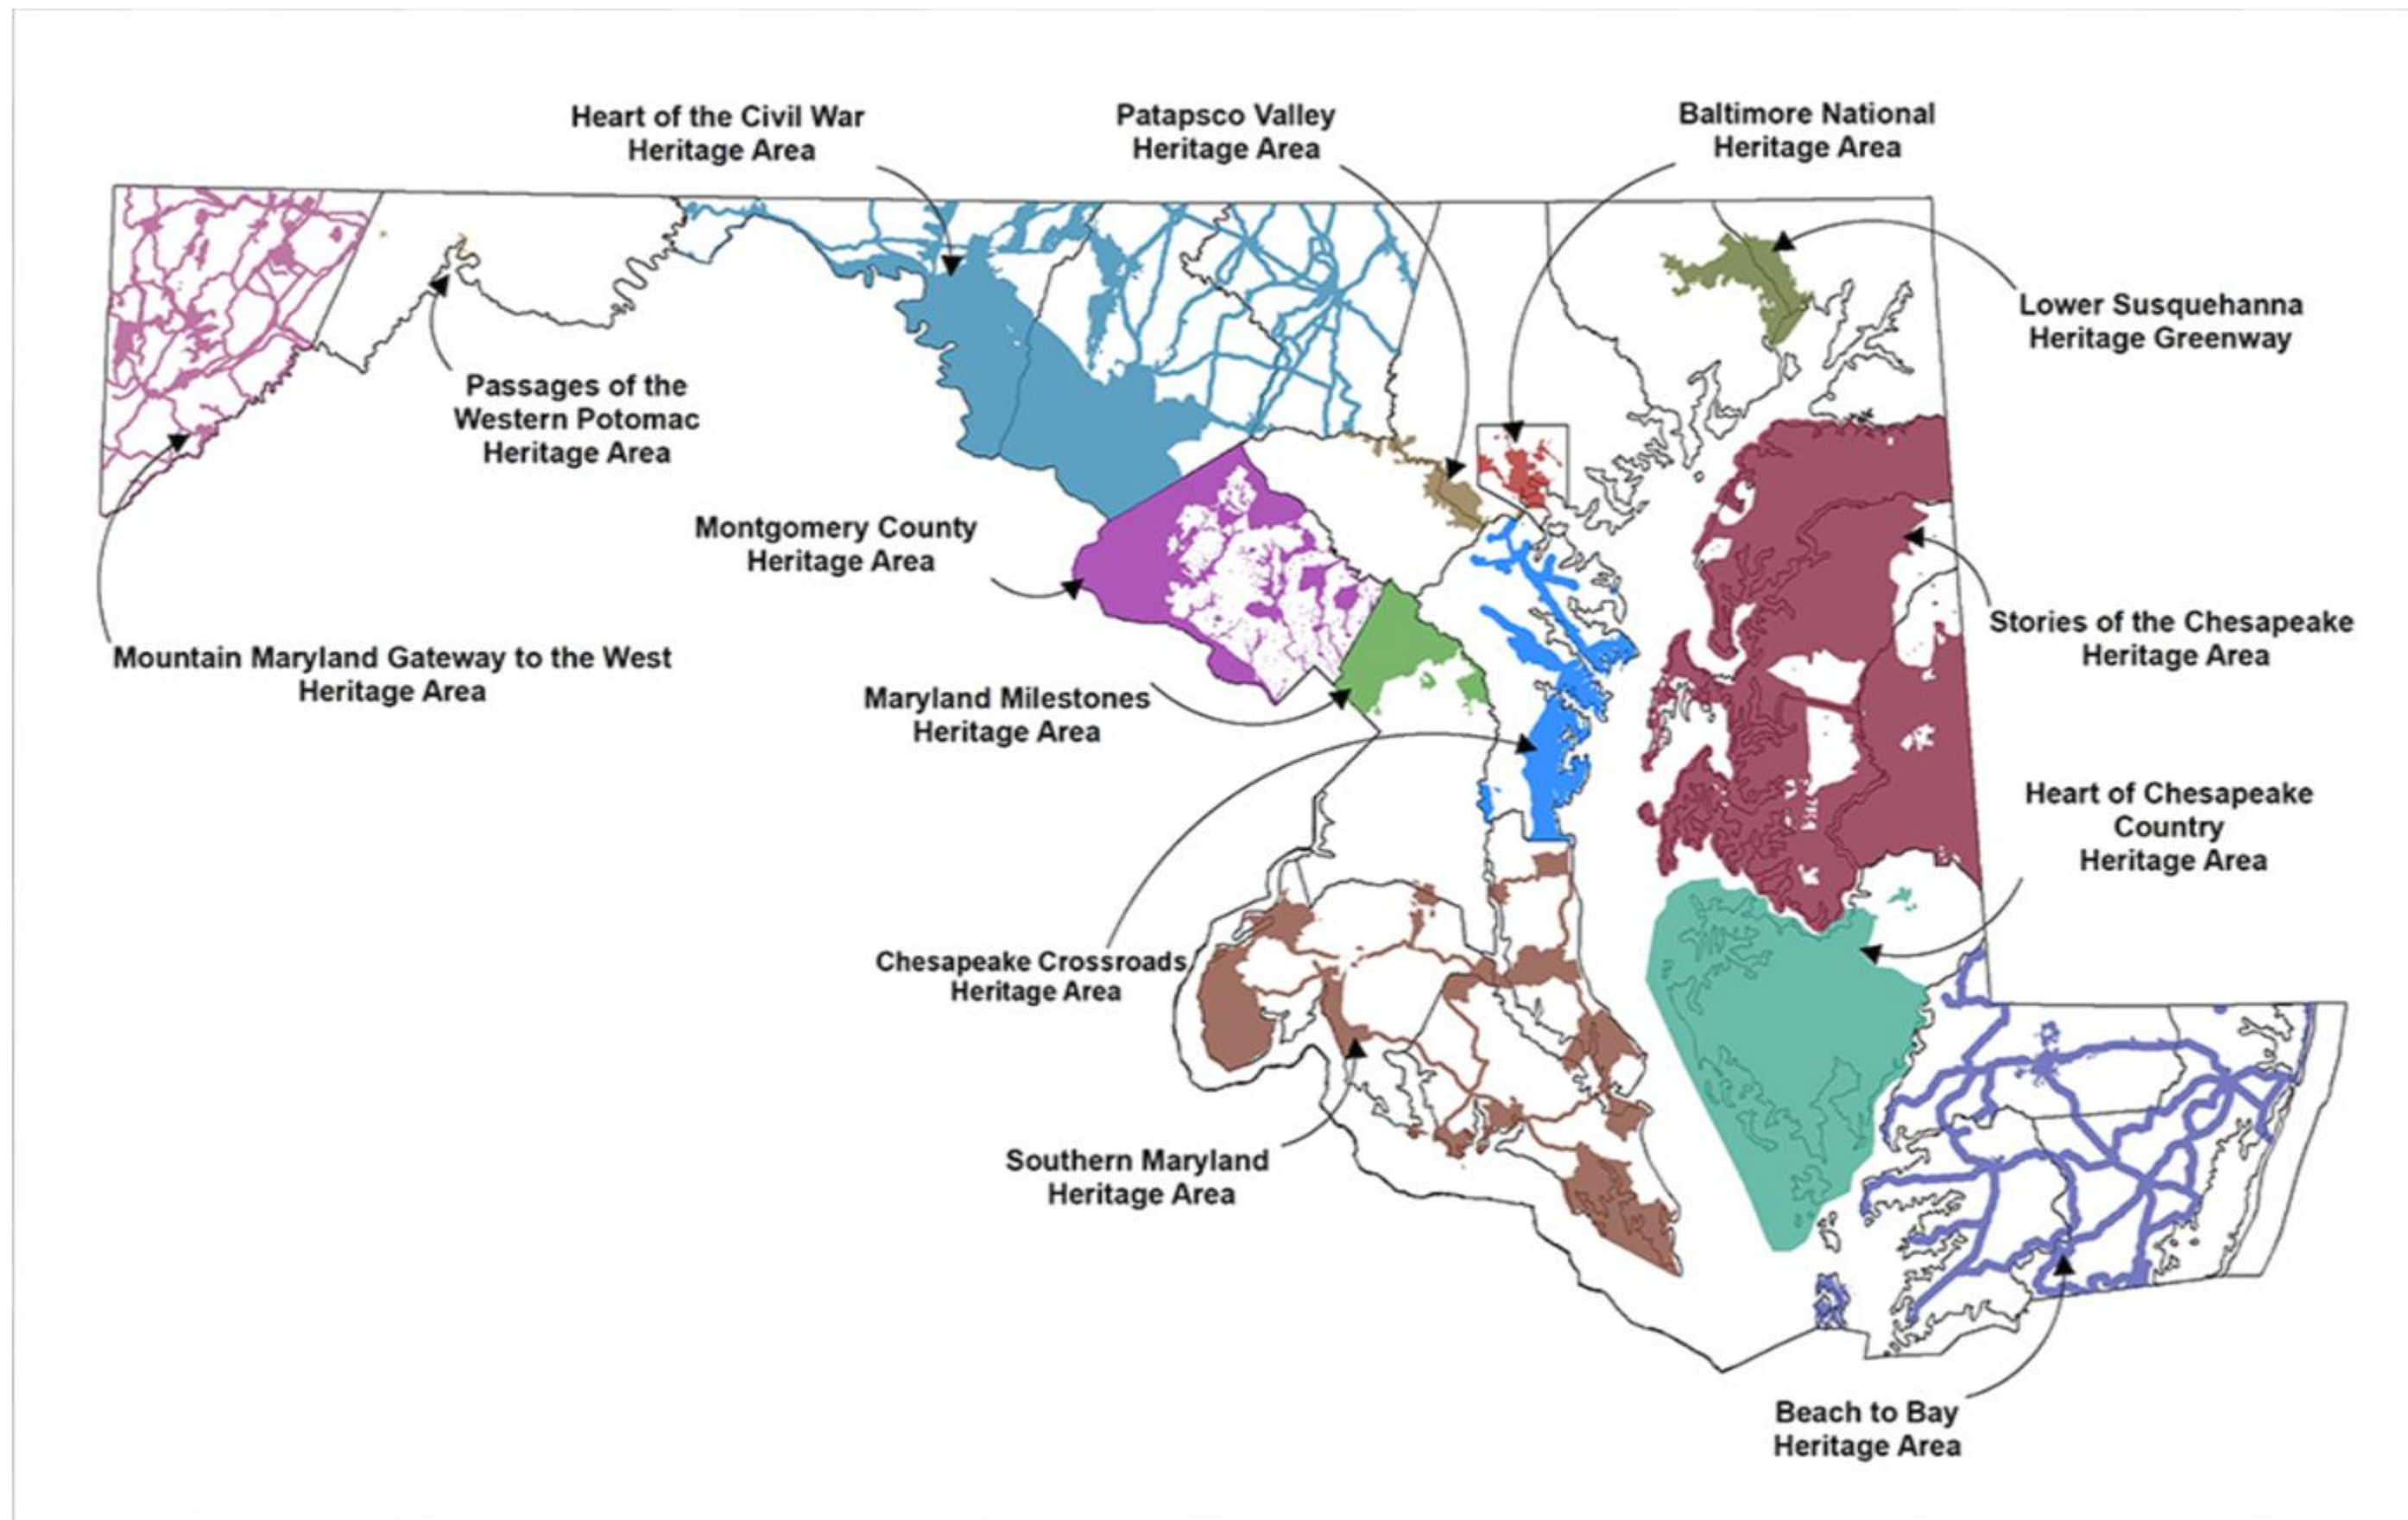 Heart of the Civil War
Heritage Area
Patapsco Valley
Heritage Area
Baltimore National
Heritage Area
Lower Susquehanna
Heritage Greenway
Passages of the
Western Potomac
Heritage Area
Montgomery County
Heritage Area
Stories of the Chesapeake
Heritage Area
Mountain Maryland Gateway to the West
Heritage Area
Maryland Milestones
Heritage Area
Heart of Chesapeake
Country
Heritage Area
Chesapeake Crossroads
Heritage Area
Southern Maryland
Heritage Area
Beach to Bay
Heritage Area